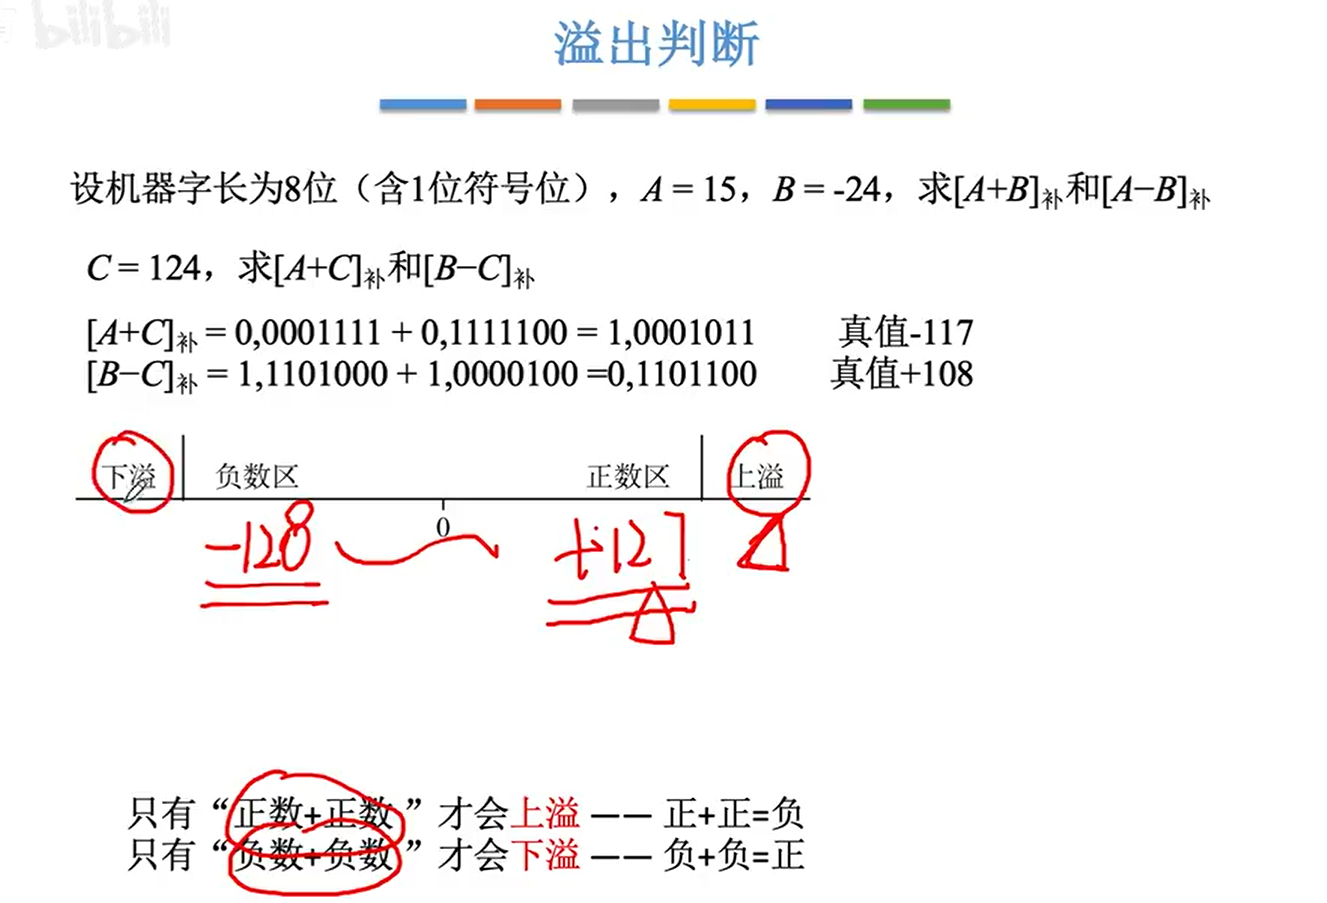 bilibili
溢出判断
设机器字长为8位（含1位符号位），A = 15，B = -24，求[A+B]补和[A−B]补
C = 124，求[A+C]补和[B−C]补
[A+C]补 = 0,0001111 + 0,1111100 = 1,0001011 真值-117
[B−C]补 = 1,1101000 + 1,0000100 =0,1101100 真值+108
下溢 负数区 正数区 上溢
0
-128 +127
只有“正数+正数”才会上溢 —— 正+正=负
只有“负数+负数”才会下溢 —— 负+负=正